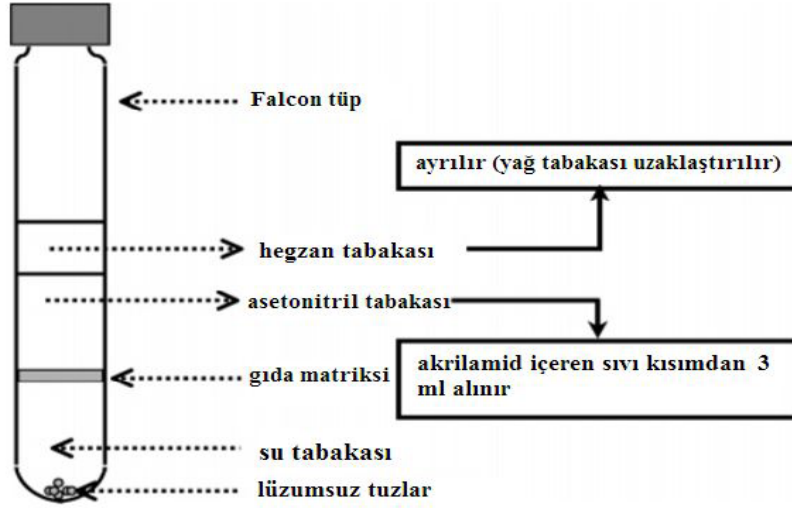 Falcon tüp
ayrılır (yağ tabakası uzaklaştırılır)
hegzan tabakası
asetonitril tabakası
akrilamid içeren sıvı kısımdan 3
ml alınır
gıda matriksi
su tabakası
lüzumsuz tuzlar